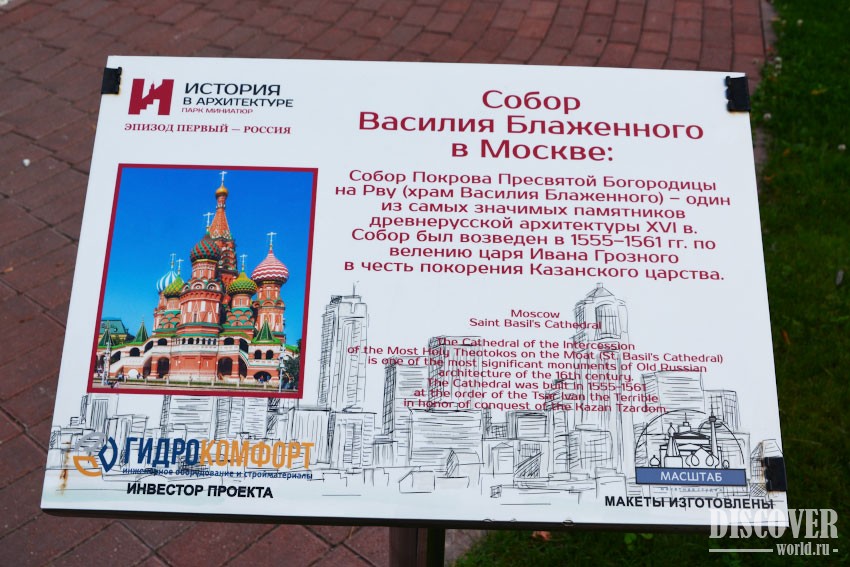 ИСТОРИЯ
В АРХИТЕКТУРЕ
ПАРК МИНИАТЮР
ЭПИЗОД ПЕРВЫЙ — РОССИЯ
Собор
Василия Блаженного
в Москве:
Собор Покрова Пресвятой Богородицы
на Рву (храм Василия Блаженного) – один
из самых значимых памятников
древнерусской архитектуры XVI в.
Собор был возведен в 1555–1561 гг. по
велению царя Ивана Грозного
в честь покорения Казанского царства.
Moscow
Saint Basil's Cathedral
The Cathedral of the Intercession
of the Most Holy Theotokos on the Moat (St. Basil's Cathedral)
is one of the most significant monuments of Old Russian
architecture of the 16th century.
The Cathedral was built in 1555-1561
at the order of the Tsar Ivan the Terrible
in honor of conquest of the Kazan Tzardom.
ГИДРОКОМФОРТ
инженерное оборудование и стройматериалы
ИНВЕСТОР ПРОЕКТА
МАСШТАБ
МАКЕТЫ ИЗГОТОВЛЕНЫ
DISCOVER
world.ru